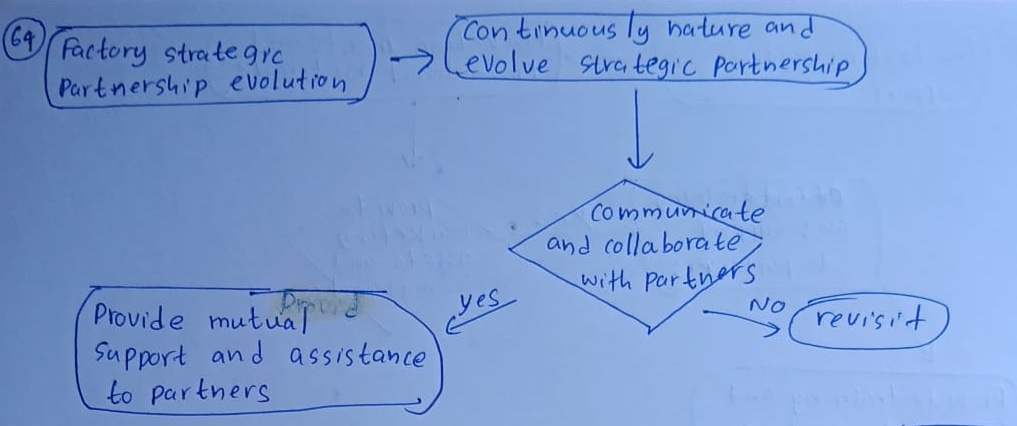 64
Factory strategic
Partnership evolution
Continuously nature and
evolve strategic partnership
Communicate
and collaborate
with partners
yes
No
revisit
Provide mutual
support and assistance
to partners